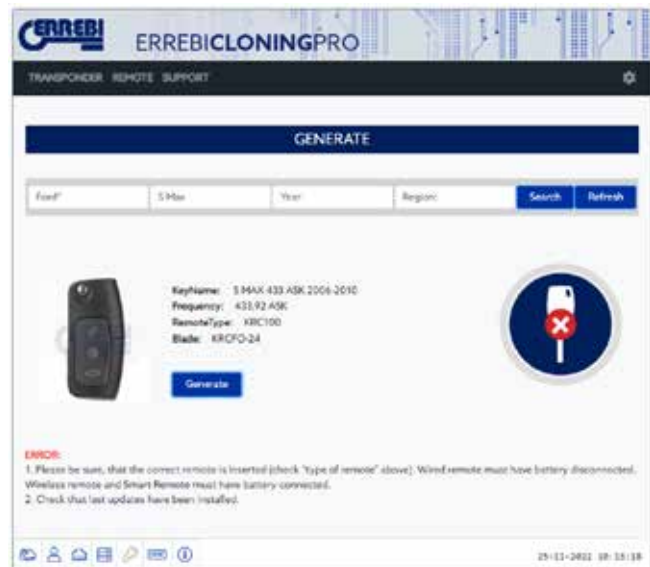 ERREBI ERREBICLONINGPRO
TRANSPONDER REMOTE SUPPORT
GENERATE
Ford* S Max Year Region: Search Refresh
KeyName: S MAX 433 ASK 2006-2010
Frequency: 433,92 ASK
RemoteType: KRC100
Blade: KRCFO-24
Generate
ERROR:
1. Please be sure, that the correct remote is inserted (check "type of remote" above). Wired remote must have battery disconnected.
Wireless remote and Smart Remote must have battery connected.
2. Check that last updates have been installed.